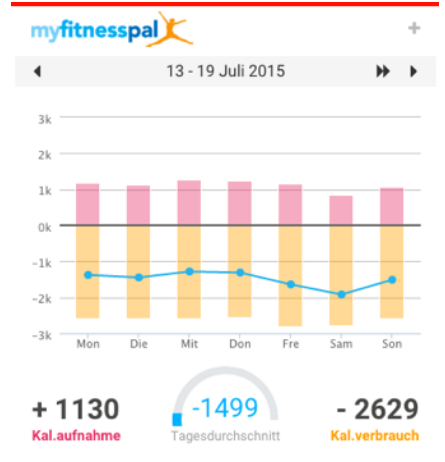 myfitnesspal
+
13 - 19 Juli 2015
3k
2k
1k
0k
-1k
-2k
-3k
Mon Die Mit Don Fre Sam Son
+ 1130 -1499 - 2629
Kal.aufnahme Tagesdurchschnitt Kal.verbrauch